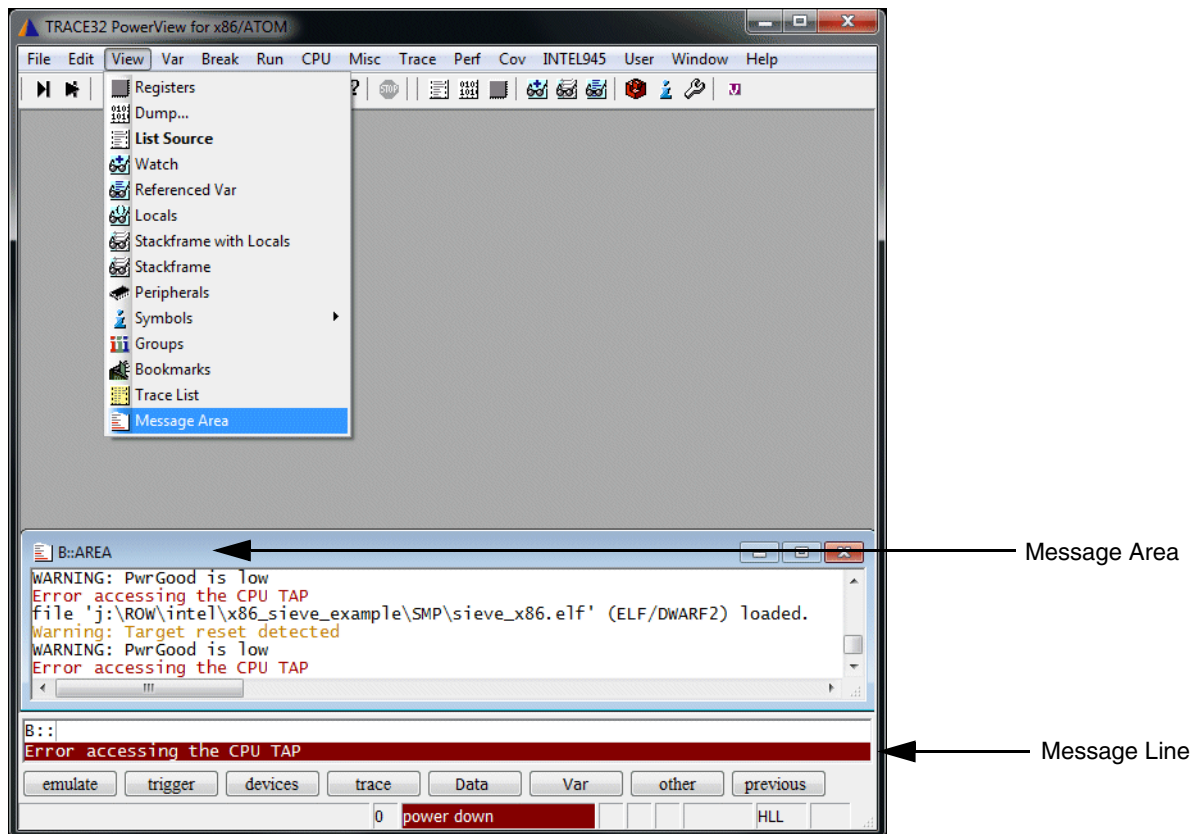 TRACE32 PowerView for x86/ATOM
File Edit View Var Break Run CPU Misc Trace Perf Cov INTEL945 User Window Help
Registers
Dump...
List Source
Watch
Referenced Var
Locals
Stackframe with Locals
Stackframe
Peripherals
Symbols
Groups
Bookmarks
Trace List
Message Area
B::AREA
Message Area
WARNING: PwrGood is low
Error accessing the CPU TAP
file 'j:\ROW\intel\x86_sieve_example\SMP\sieve_x86.elf' (ELF/DWARF2) loaded.
Warning: Target reset detected
WARNING: PwrGood is low
Error accessing the CPU TAP
B::
Error accessing the CPU TAP
Message Line
emulate trigger devices trace Data Var other previous
0 power down HLL